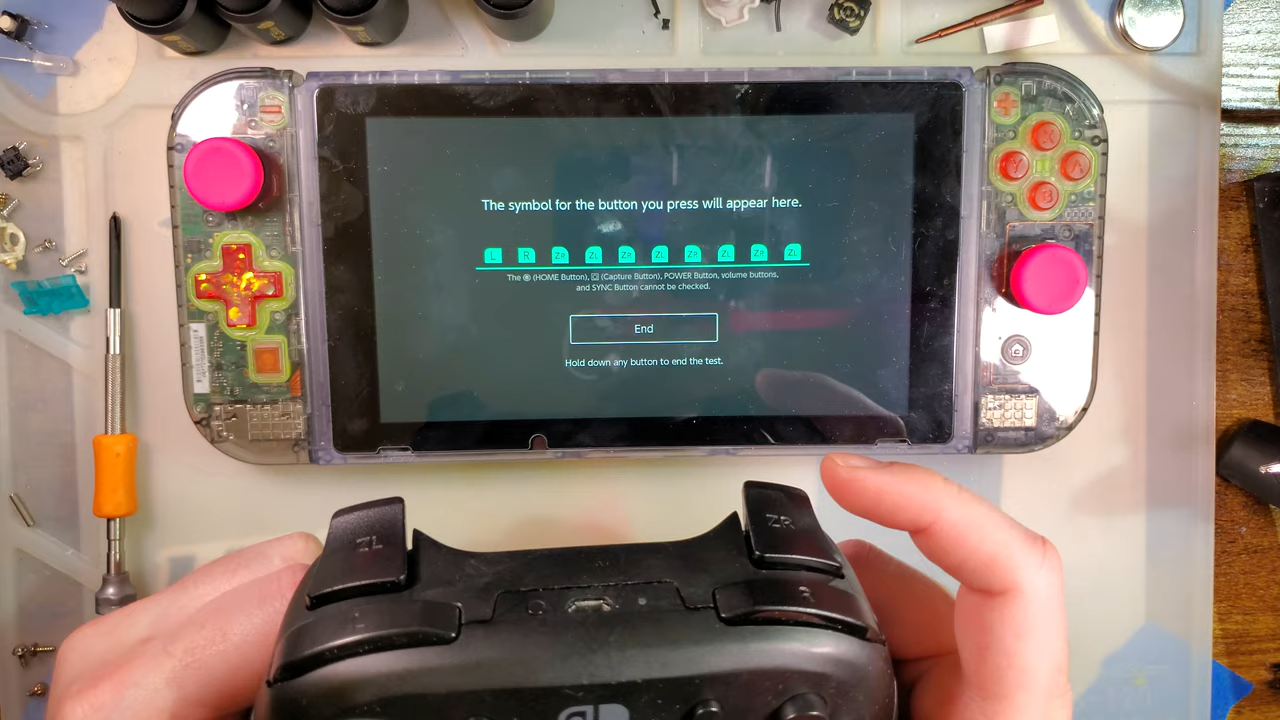 The symbol for the button you press will appear here.
L R ZR ZL ZR ZL ZR ZL ZR ZL
The (HOME Button), (Capture Button), POWER Button, volume buttons,
and SYNC Button cannot be checked.
End
Hold down any button to end the test.
X
Y A
B
ZL ZR
R